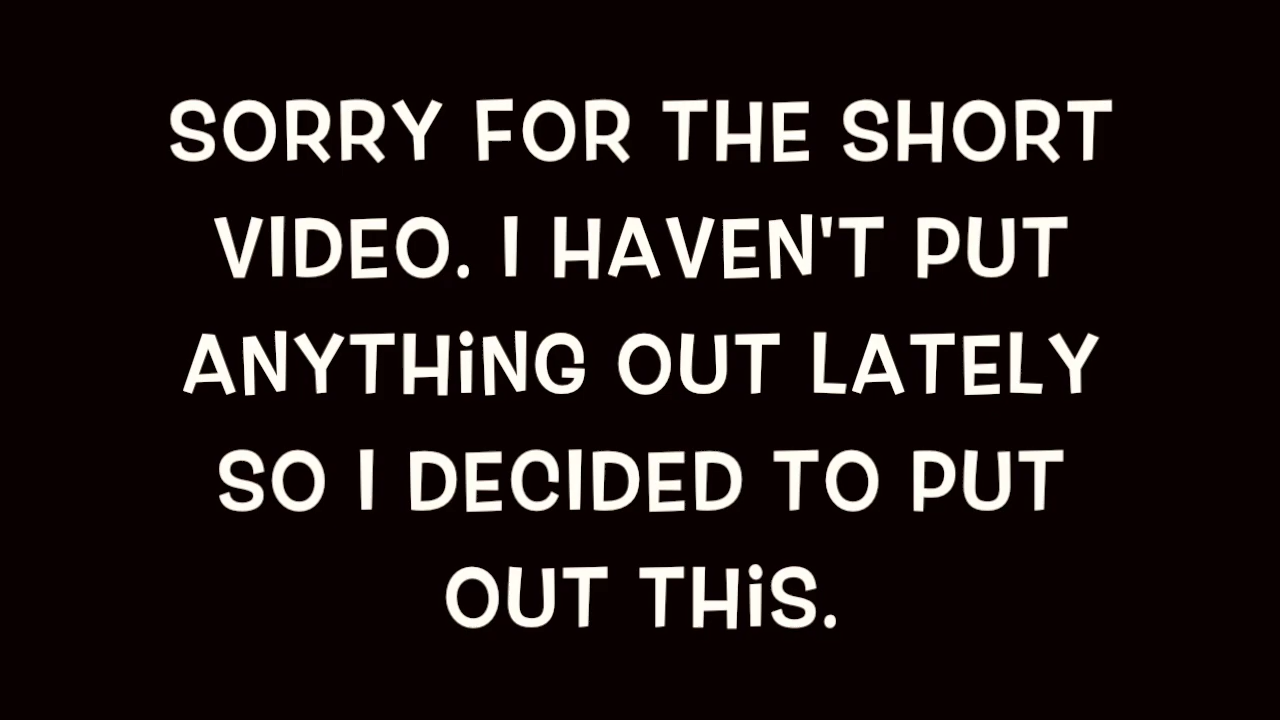 SORRY FOR THE SHORT
VIDEO. I HAVEN'T PUT
ANYTHiNG OUT LATELY
SO I DECIDED TO PUT
OUT THiS.